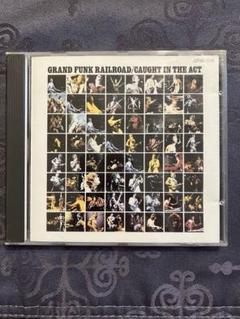 GRAND FUNK RAILROAD/CAUGHT IN THE ACT